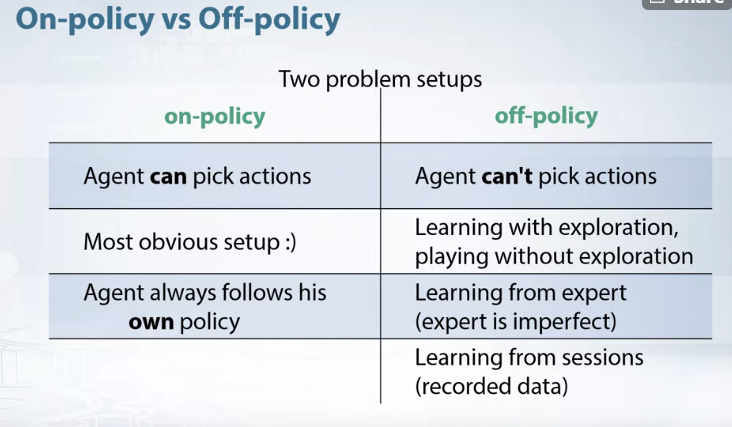 Share
On-policy vs Off-policy
Two problem setups
on-policy
off-policy
Agent can pick actions
Agent can't pick actions
Most obvious setup :)
Learning with exploration,
playing without exploration
Agent always follows his
own policy
Learning from expert
(expert is imperfect)
Learning from sessions
(recorded data)